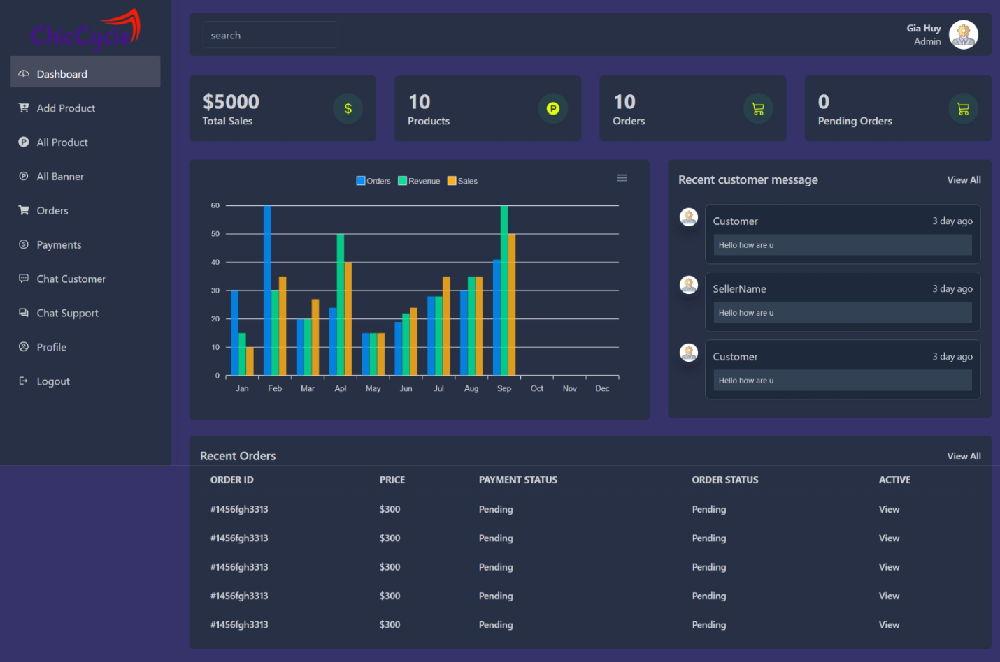 ChicCycle
Dashboard
Add Product
All Product
All Banner
Orders
Payments
Chat Customer
Chat Support
Profile
Logout
search
Gia Huy
Admin
$5000
Total Sales
$
10
Products
P
10
Orders
0
Pending Orders
Orders Revenue Sales
60
50
40
30
20
10
0
Jan Feb Mar Apl May Jun Jul Aug Sep Oct Nov Dec
Recent customer message View All
Customer 3 day ago
Hello how are u
SellerName 3 day ago
Hello how are u
Customer 3 day ago
Hello how are u
Recent Orders View All
ORDER ID PRICE PAYMENT STATUS ORDER STATUS ACTIVE
#1456fgh3313 $300 Pending Pending View
#1456fgh3313 $300 Pending Pending View
#1456fgh3313 $300 Pending Pending View
#1456fgh3313 $300 Pending Pending View
#1456fgh3313 $300 Pending Pending View